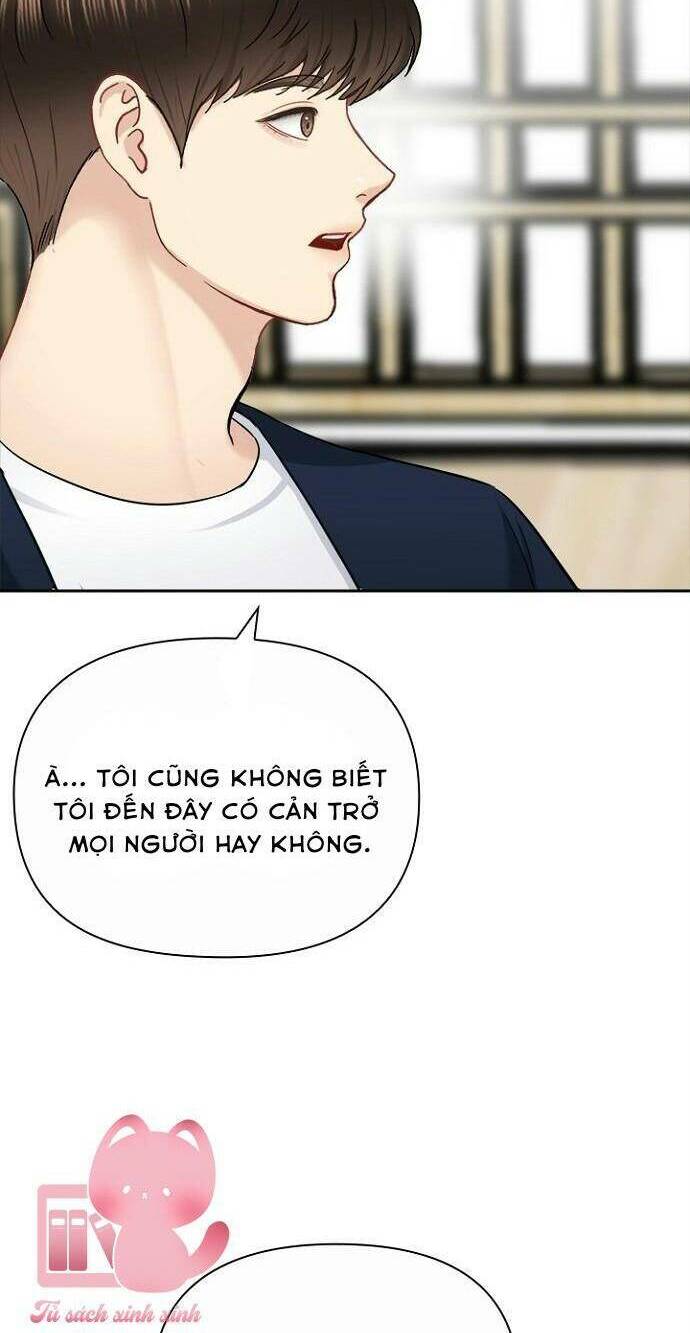 À... TÔI CŨNG KHÔNG BIẾT
TÔI ĐẾN ĐÂY CÓ CẢN TRỞ
MỌI NGƯỜI HAY KHÔNG.
Tủ sách xinh xinh